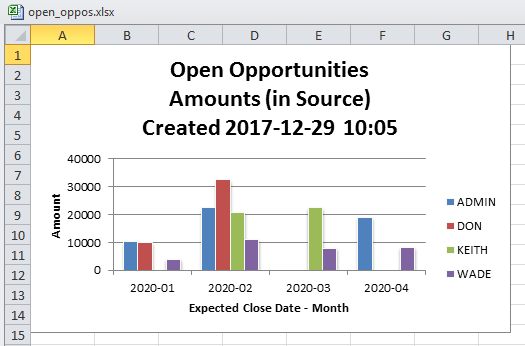 open_oppos.xlsx
A B C D E F G H
1
2
3
4
5
6
7
8
9
10
11
12
13
14
15
Open Opportunities
Amounts (in Source)
Created 2017-12-29 10:05
Amount
40000
30000
20000
10000
0
2020-01 2020-02 2020-03 2020-04
Expected Close Date - Month
ADMIN
DON
KEITH
WADE